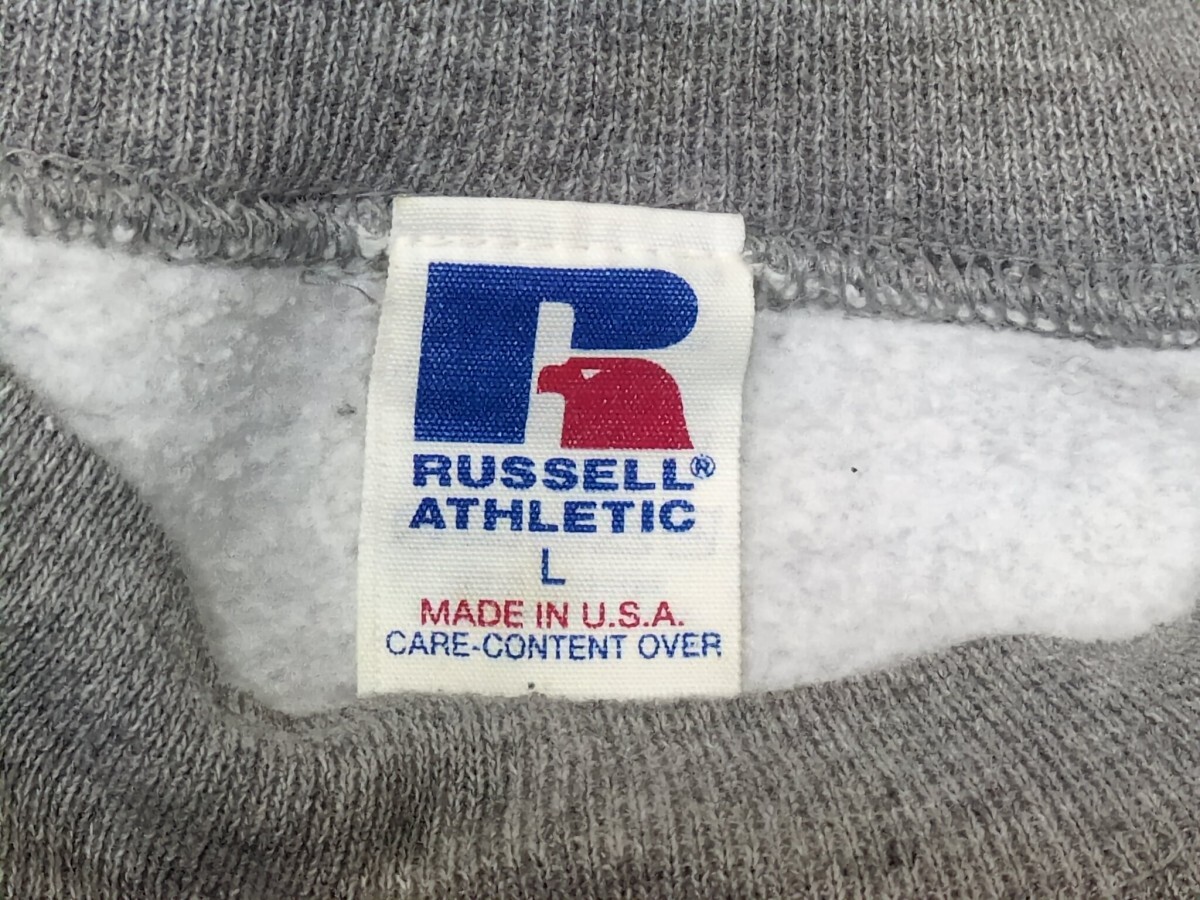 RUSSELL®
ATHLETIC
L
MADE IN U.S.A.
CARE-CONTENT OVER